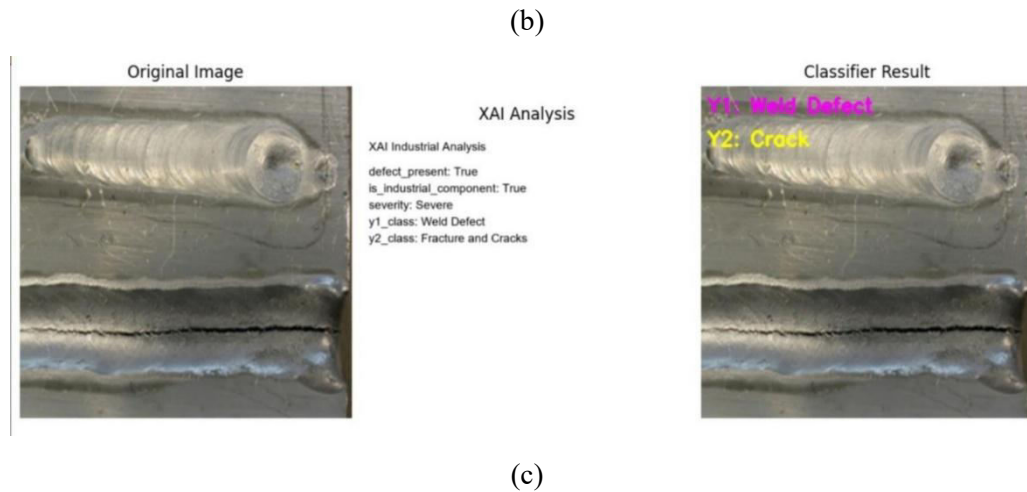 (b)
Original Image
XAI Analysis
XAI Industrial Analysis
defect_present: True
is_industrial_component: True
severity: Severe
y1_class: Weld Defect
y2_class: Fracture and Cracks
Classifier Result
Y1: Weld Defect
Y2: Crack
(c)